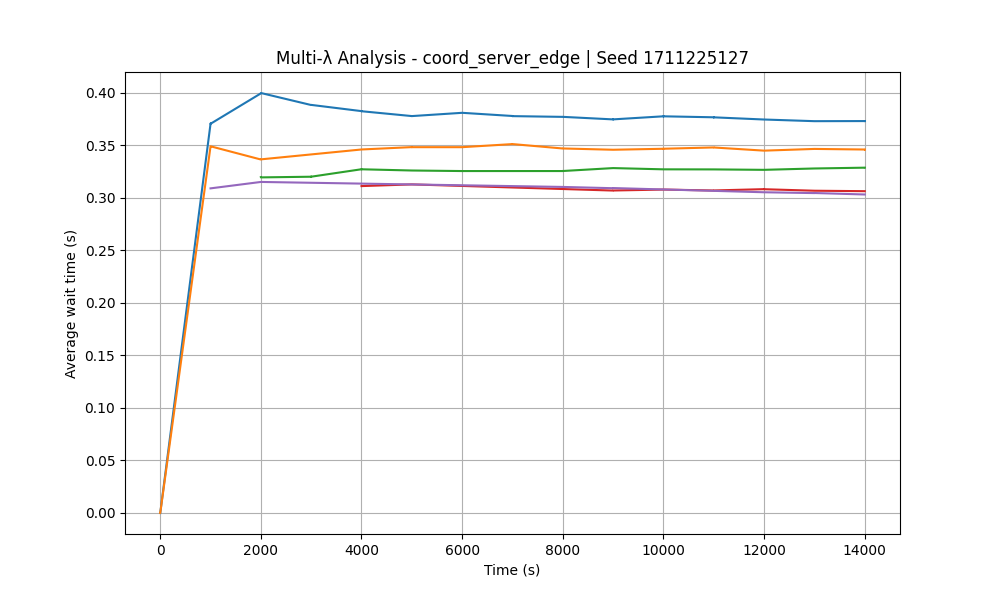 Multi-λ Analysis - coord_server_edge | Seed 1711225127
Average wait time (s)
0.40
0.35
0.30
0.25
0.20
0.15
0.10
0.05
0.00
0 2000 4000 6000 8000 10000 12000 14000
Time (s)